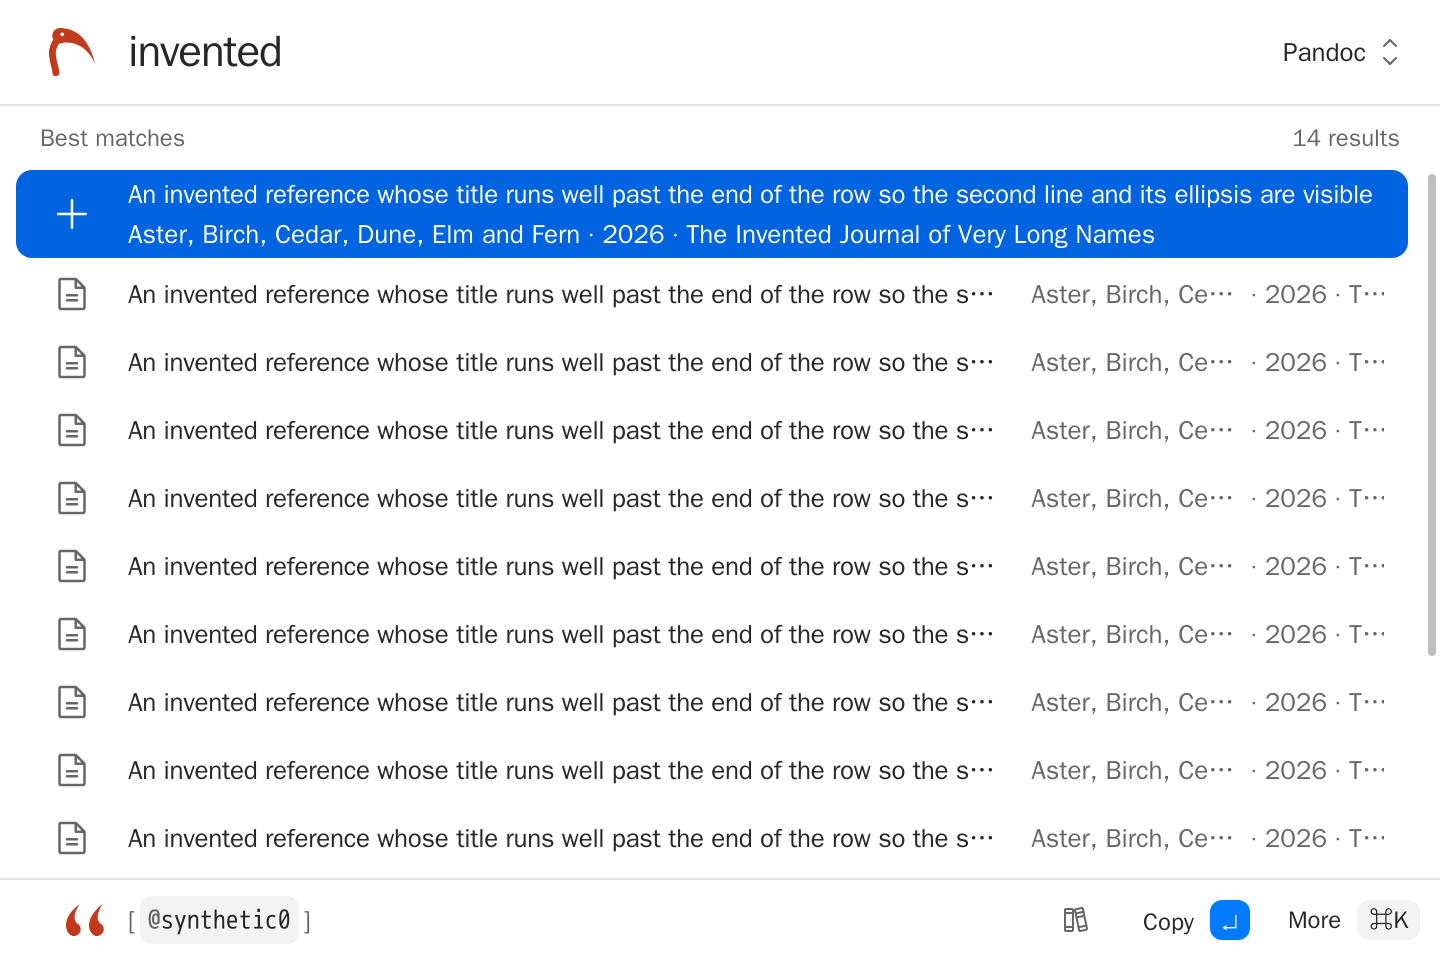 invented
Pandoc
Best matches
14 results
An invented reference whose title runs well past the end of the row so the second line and its ellipsis are visible
Aster, Birch, Cedar, Dune, Elm and Fern · 2026 · The Invented Journal of Very Long Names
An invented reference whose title runs well past the end of the row so the s… Aster, Birch, Ce… · 2026 · T…
An invented reference whose title runs well past the end of the row so the s… Aster, Birch, Ce… · 2026 · T…
An invented reference whose title runs well past the end of the row so the s… Aster, Birch, Ce… · 2026 · T…
An invented reference whose title runs well past the end of the row so the s… Aster, Birch, Ce… · 2026 · T…
An invented reference whose title runs well past the end of the row so the s… Aster, Birch, Ce… · 2026 · T…
An invented reference whose title runs well past the end of the row so the s… Aster, Birch, Ce… · 2026 · T…
An invented reference whose title runs well past the end of the row so the s… Aster, Birch, Ce… · 2026 · T…
An invented reference whose title runs well past the end of the row so the s… Aster, Birch, Ce… · 2026 · T…
An invented reference whose title runs well past the end of the row so the s… Aster, Birch, Ce… · 2026 · T…
[@synthetic0]
Copy ↵
More ⌘K